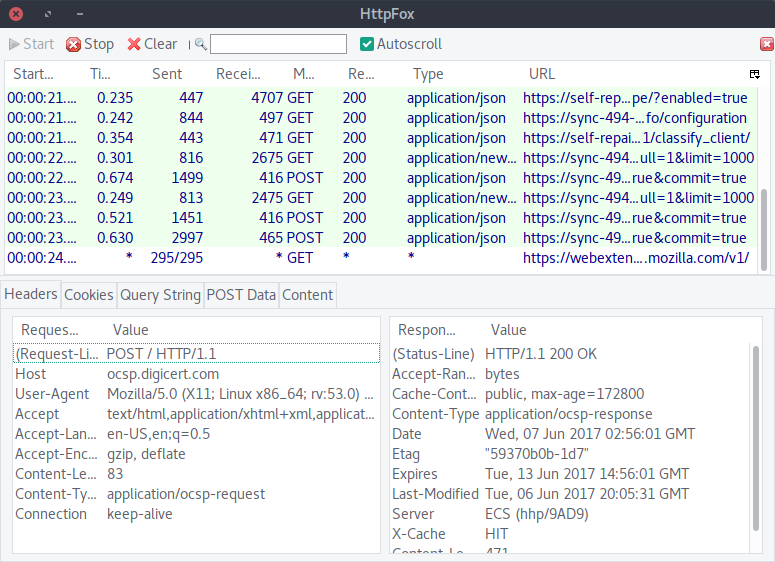 HttpFox
Start Stop Clear Autoscroll
Start... Ti... Sent Recei... M... Re... Type URL
00:00:21.... 0.235 447 4707 GET 200 application/json https://self-rep...pe/?enabled=true
00:00:21.... 0.242 844 497 GET 200 application/json https://sync-494-...fo/configuration
00:00:21.... 0.354 443 471 GET 200 application/json https://self-repai...1/classify_client/
00:00:22.... 0.301 816 2675 GET 200 application/new... https://sync-494...ull=1&limit=1000
00:00:22.... 0.674 1499 416 POST 200 application/json https://sync-49...rue&commit=true
00:00:23.... 0.249 813 2475 GET 200 application/new... https://sync-494...ull=1&limit=1000
00:00:23.... 0.521 1451 416 POST 200 application/json https://sync-49...rue&commit=true
00:00:23.... 0.630 2997 465 POST 200 application/json https://sync-49...rue&commit=true
00:00:24.... * 295/295 * GET * * https://webexten....mozilla.com/v1/
Headers Cookies Query String POST Data Content
Reques... Value
(Request-Li... POST / HTTP/1.1
Host ocsp.digicert.com
User-Agent Mozilla/5.0 (X11; Linux x86_64; rv:53.0) ...
Accept text/html,application/xhtml+xml,applicat...
Accept-Lan... en-US,en;q=0.5
Accept-Enc... gzip, deflate
Content-Le... 83
Content-Ty... application/ocsp-request
Connection keep-alive
Respon... Value
(Status-Line) HTTP/1.1 200 OK
Accept-Ran... bytes
Cache-Cont... public, max-age=172800
Content-Type application/ocsp-response
Date Wed, 07 Jun 2017 02:56:01 GMT
Etag "59370b0b-1d7"
Expires Tue, 13 Jun 2017 14:56:01 GMT
Last-Modified Tue, 06 Jun 2017 20:05:31 GMT
Server ECS (hhp/9AD9)
X-Cache HIT
Content-Le... 471